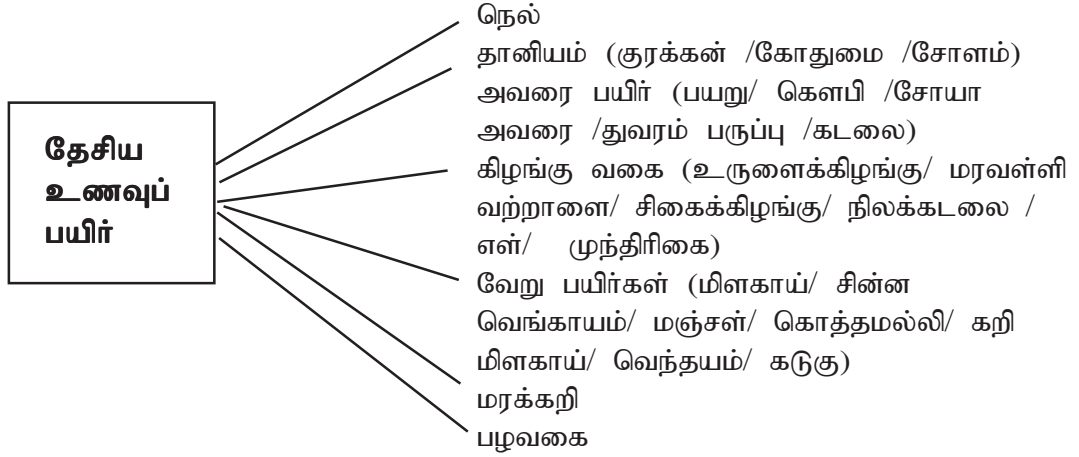 தேசிய
உணவுப்
பயிர்
நெல்
தானியம் (குரக்கன் /கோதுமை /சோளம்)
அவரை பயிர் (பயறு/ கௌபி /சோயா
அவரை /துவரம் பருப்பு /கடலை)
கிழங்கு வகை (உருளைக்கிழங்கு/ மரவள்ளி
வற்றாளை/ சிகைக்கிழங்கு/ நிலக்கடலை /
எள்/ முந்திரிகை)
வேறு பயிர்கள் (மிளகாய்/ சின்ன
வெங்காயம்/ மஞ்சள்/ கொத்தமல்லி/ கறி
மிளகாய்/ வெந்தயம்/ கடுகு)
மரக்கறி
பழவகை